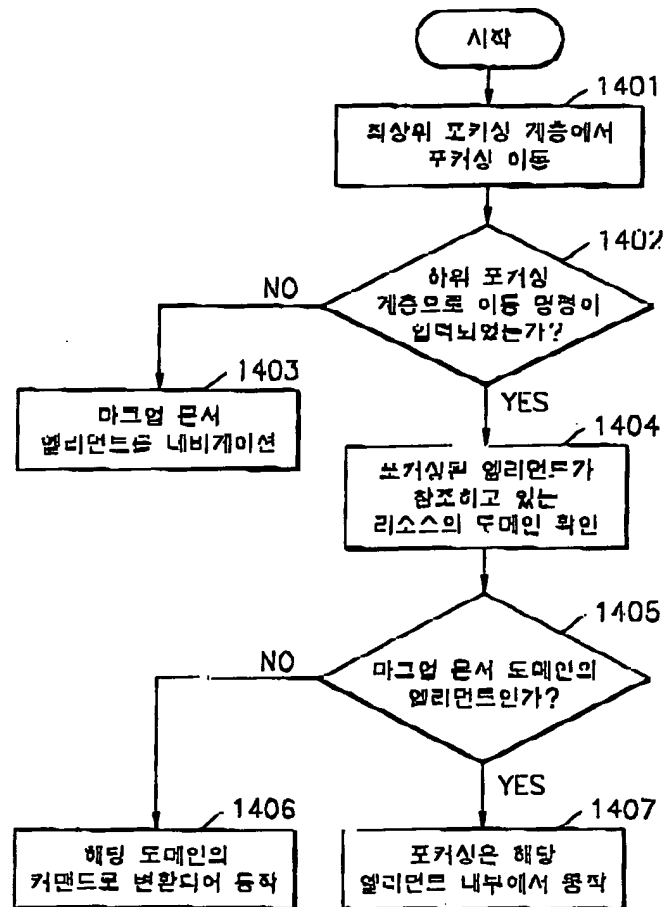 시작
1401
최상위 포커싱 계층에서
포커싱 이동
1402
하위 포커싱
계층으로 이동 명령이
입력되었는가?
NO
YES
1403
마크업 문서
엘리먼트를 네비게이션
1404
포커싱된 엘리먼트가
참조하고 있는
리소스의 도메인 확인
1405
마크업 문서 도메인의
엘리먼트인가?
NO
YES
1406
해당 도메인의
커맨드로 변환되어 동작
1407
포커싱은 해당
엘리먼트 내부에서 동작